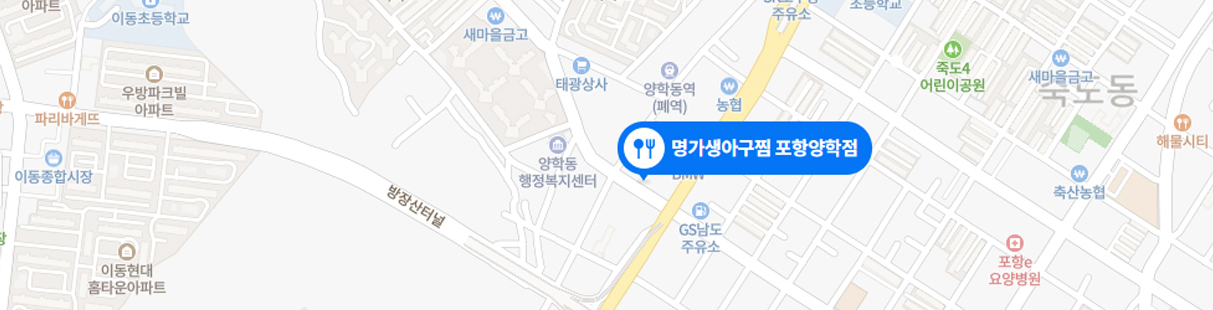 아파트
이동초등학교
새마을금고
주유소
초등학교
태광상사
양학동역
(폐역)
농협
죽도4
어린이공원
새마을금고
죽도동
우방파크빌
아파트
파리바게뜨
해물시티
명가생아구찜 포항양학점
BMW
이동종합시장
양학동
행정복지센터
축산농협
방장산터널
GS남도
주유소
장
포항e
요양병원
이동현대
홈타운아파트